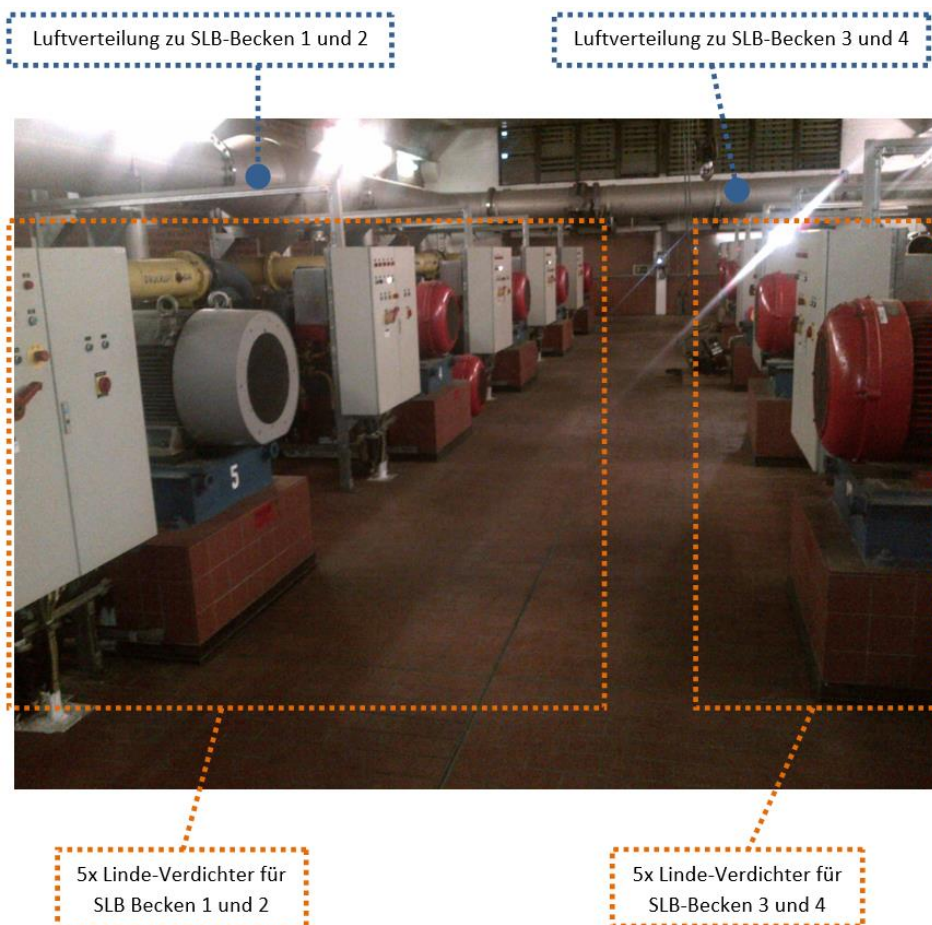 Luftverteilung zu SLB-Becken 1 und 2
Luftverteilung zu SLB-Becken 3 und 4
5
5x Linde-Verdichter für
SLB Becken 1 und 2
5x Linde-Verdichter für
SLB-Becken 3 und 4